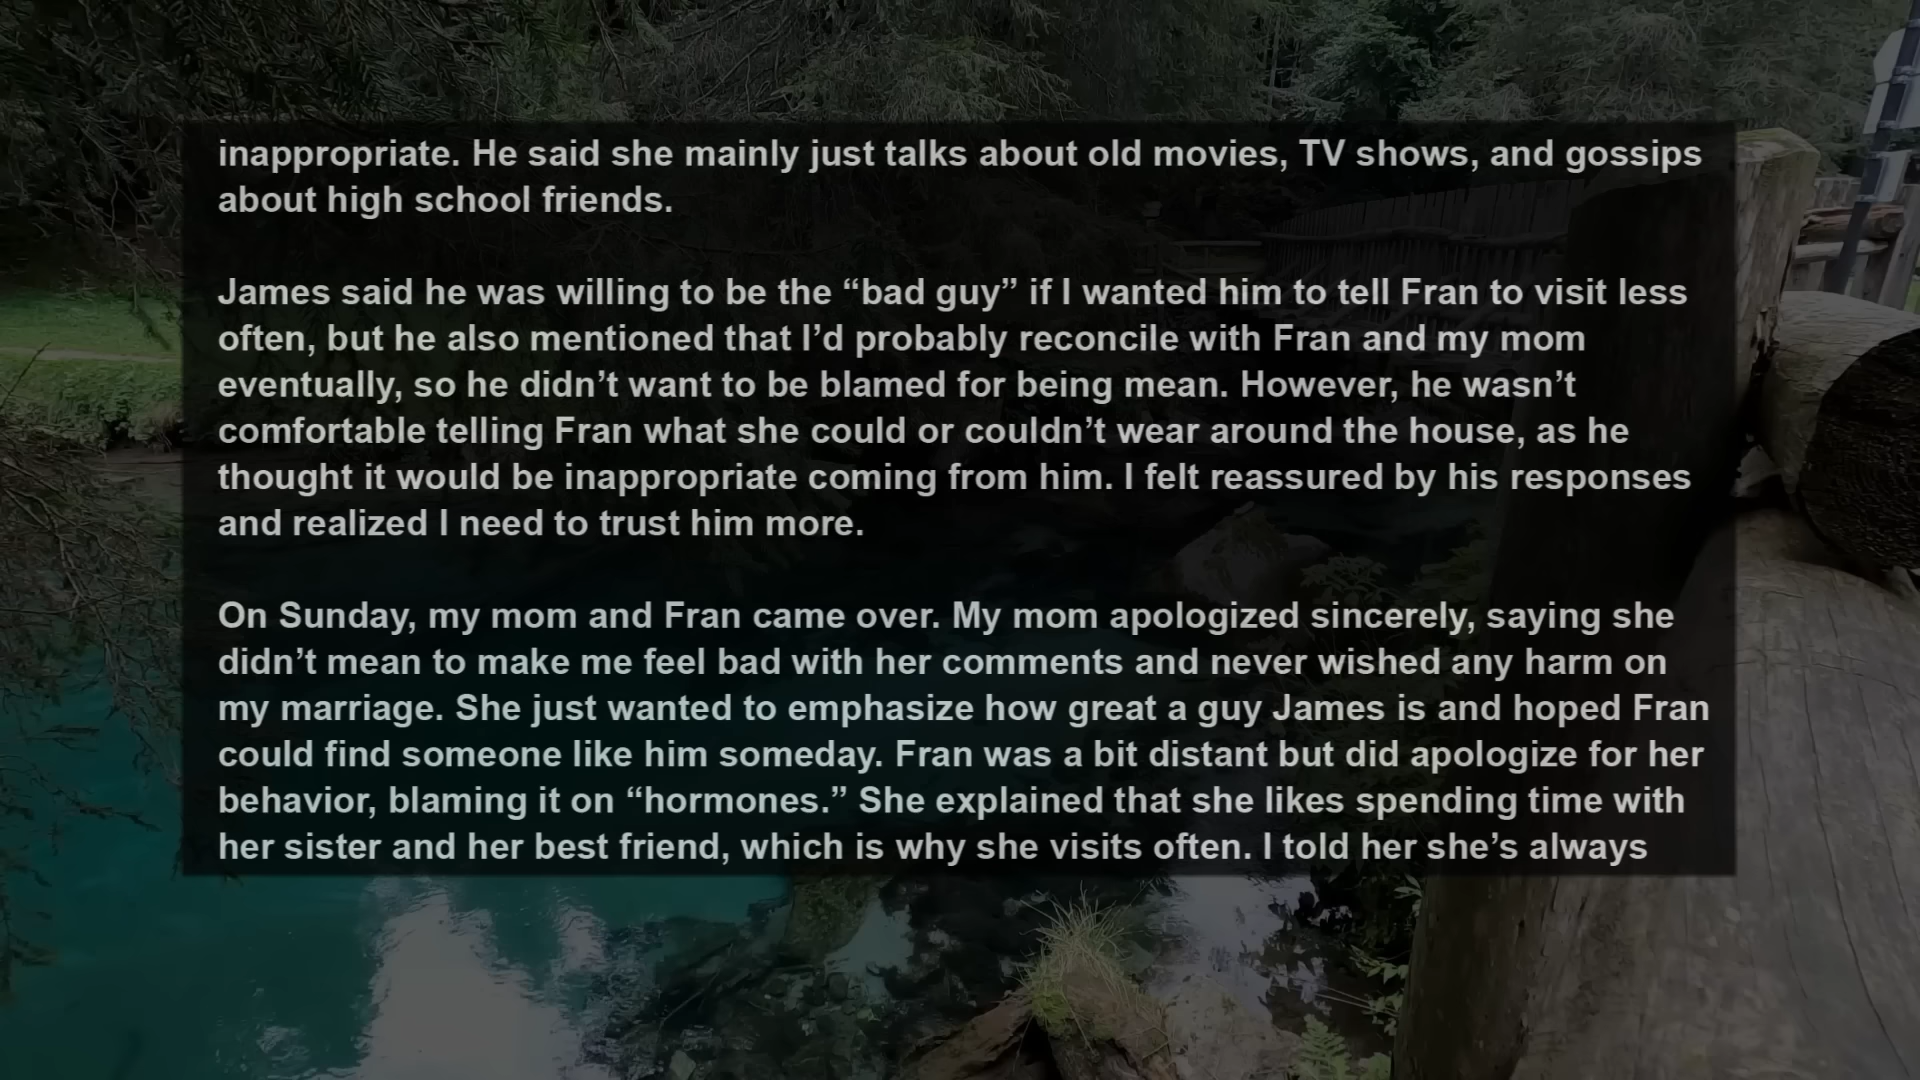 inappropriate. He said she mainly just talks about old movies, TV shows, and gossips
about high school friends.
James said he was willing to be the “bad guy” if I wanted him to tell Fran to visit less
often, but he also mentioned that I’d probably reconcile with Fran and my mom
eventually, so he didn’t want to be blamed for being mean. However, he wasn’t
comfortable telling Fran what she could or couldn’t wear around the house, as he
thought it would be inappropriate coming from him. I felt reassured by his responses
and realized I need to trust him more.
On Sunday, my mom and Fran came over. My mom apologized sincerely, saying she
didn’t mean to make me feel bad with her comments and never wished any harm on
my marriage. She just wanted to emphasize how great a guy James is and hoped Fran
could find someone like him someday. Fran was a bit distant but did apologize for her
behavior, blaming it on “hormones.” She explained that she likes spending time with
her sister and her best friend, which is why she visits often. I told her she’s always